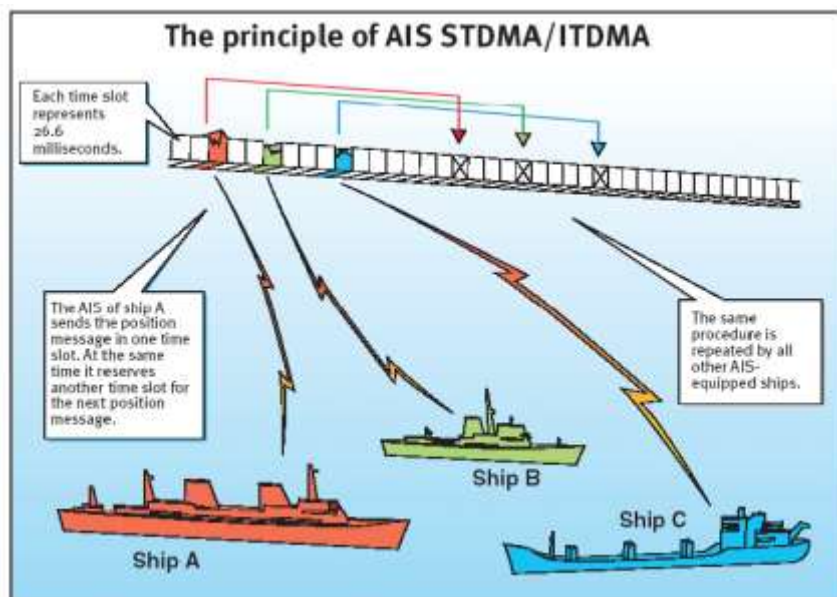 The principle of AIS STDMA/ITDMA
Each time slot
represents
26.6
milliseconds.
The AIS of ship A
sends the position
message in one time
slot. At the same
time it reserves
another time slot for
the next position
message.
The same
procedure is
repeated by all
other AIS-
equipped ships.
Ship B
Ship C
Ship A